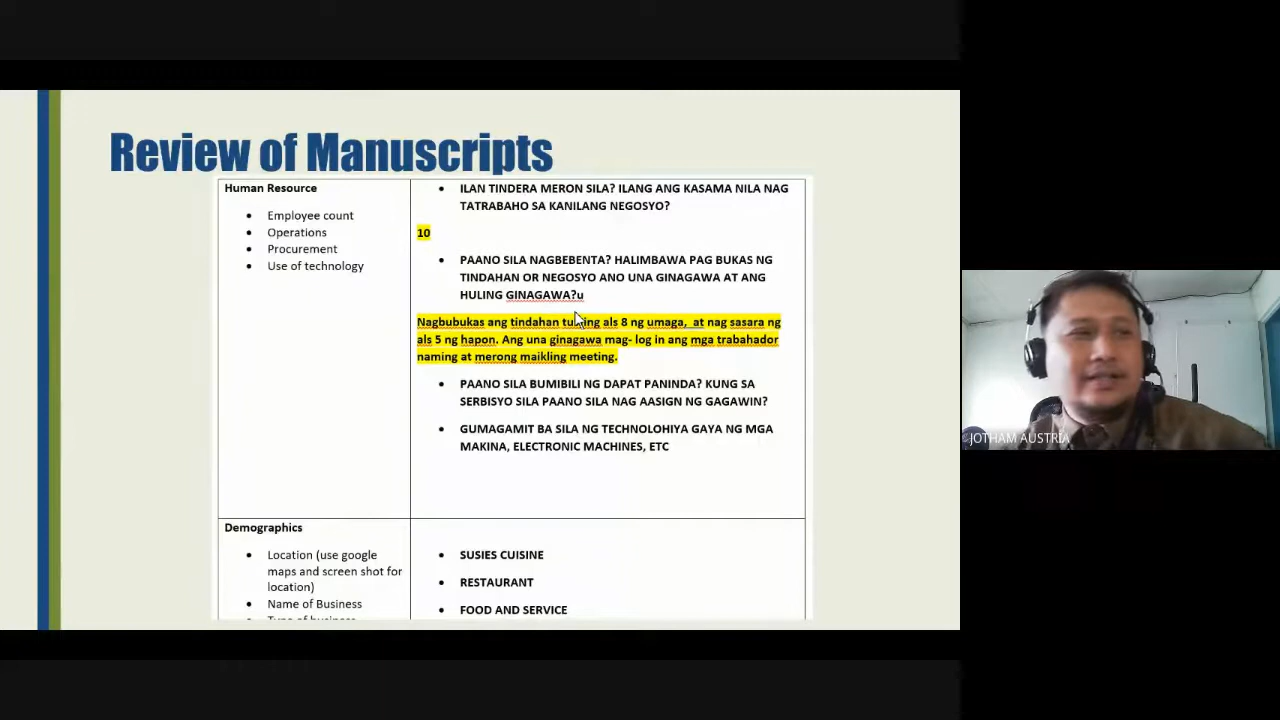 Review of Manuscripts
Human Resource
Employee count
Operations
Procurement
Use of technology
ILAN TINDERA MERON SILA? ILANG ANG KASAMA NILA NAG
TATRABAHO SA KANILANG NEGOSYO?
10
PAANO SILA NAGBEBENTA? HALIMBAWA PAG BUKAS NG
TINDAHAN OR NEGOSYO ANO UNA GINAGAWA AT ANG
HULING GINAGAWA?u
Nagbubukas ang tindahan als 8 ng umaga, at nag sasara ng
als 5 ng hapon. Ang una ginagawa mag- log in ang mga trabahador
naming at merong maikling meeting.
PAANO SILA BUMIBILI NG DAPAT PANINDA? KUNG SA
SERBISYO SILA PAANO SILA NAG AASIGN NG GAGAWIN?
GUMAGAMIT BA SILA NG TECHNOLOHIYA GAYA NG MGA
MAKINA, ELECTRONIC MACHINES, ETC
Demographics
Location (use google
maps and screen shot for
location)
Name of Business
Type of business
SUSIES CUISINE
RESTAURANT
FOOD AND SERVICE
JOTHAM AUSTRIA